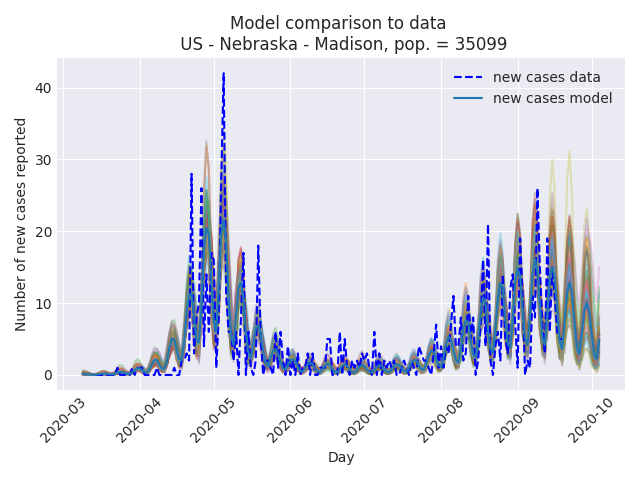 Model comparison to data
US - Nebraska - Madison, pop. = 35099
new cases data
new cases model
Number of new cases reported
40
30
20
10
0
2020-03
2020-04
2020-05
2020-06
2020-07
2020-08
2020-09
2020-10
Day